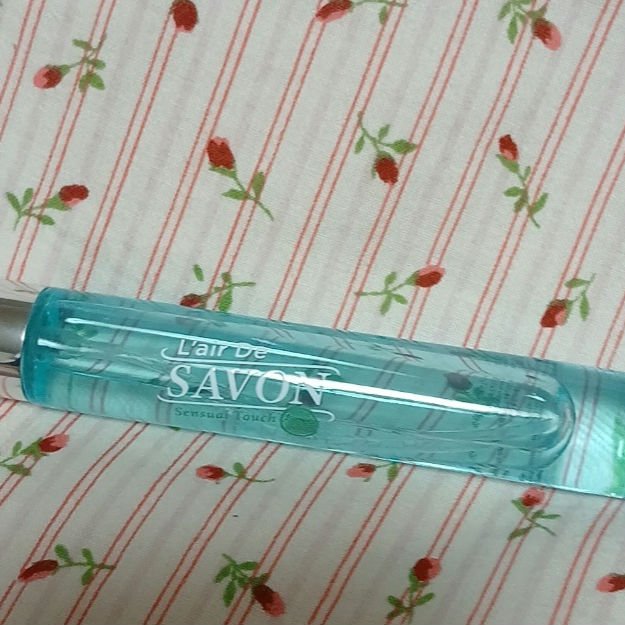 L'air De
SAVON
Sensual Touch